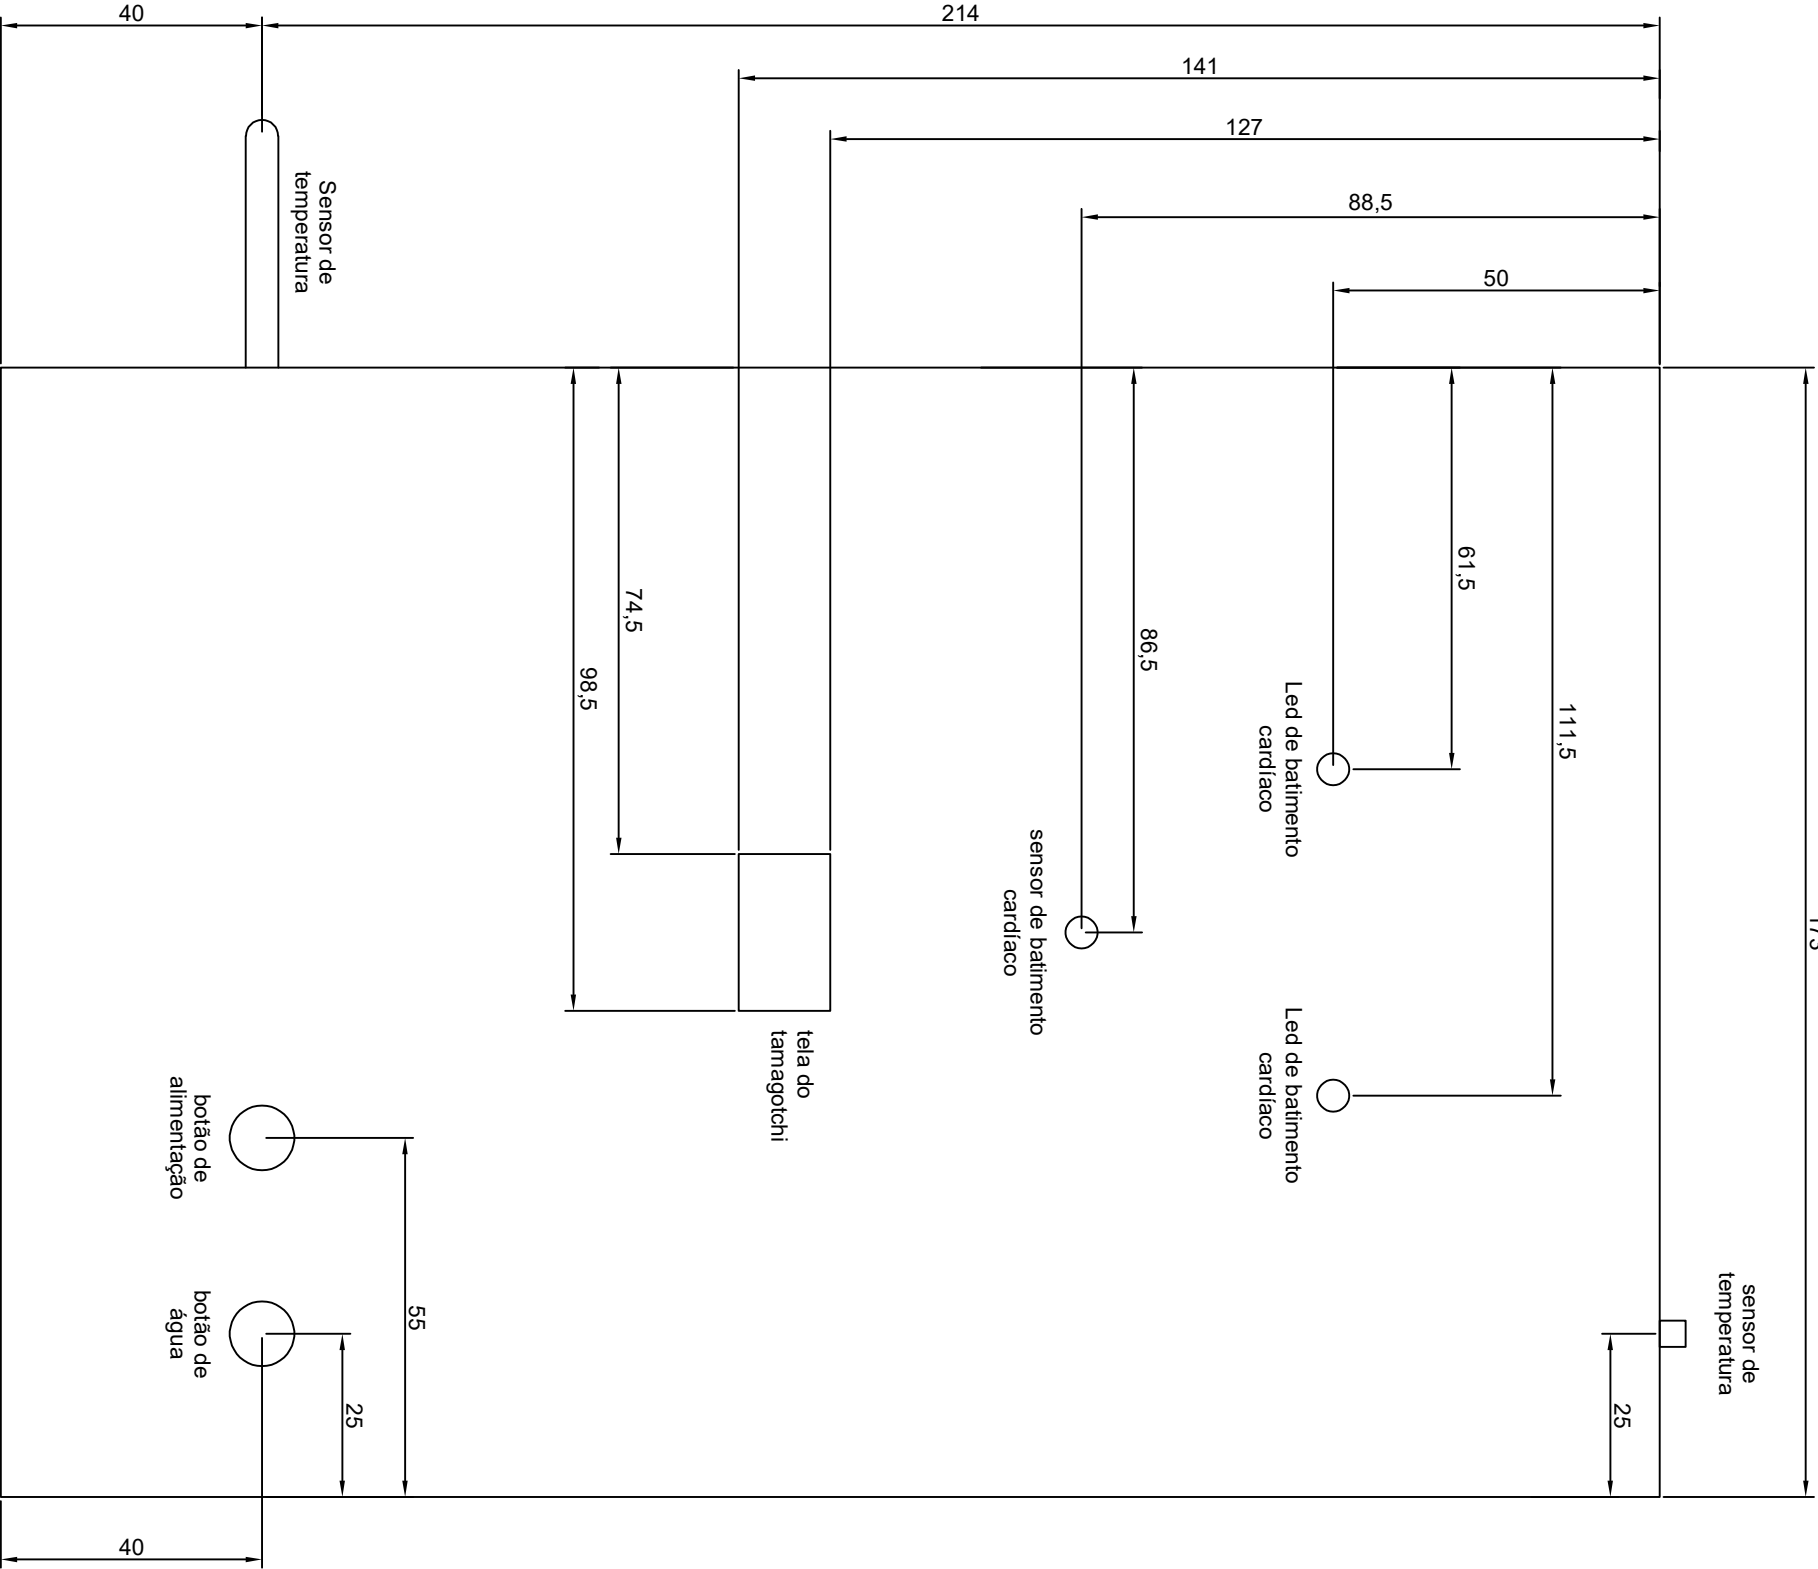 40
214
141
127
88,5
50
Sensor de
temperatura
61,5
111,5
74,5
86,5
98,5
Led de batimento
cardíaco
sensor de batimento
cardíaco
Led de batimento
cardíaco
tela do
tamagotchi
botão de
alimentação
botão de
água
55
25
sensor de
temperatura
25
40